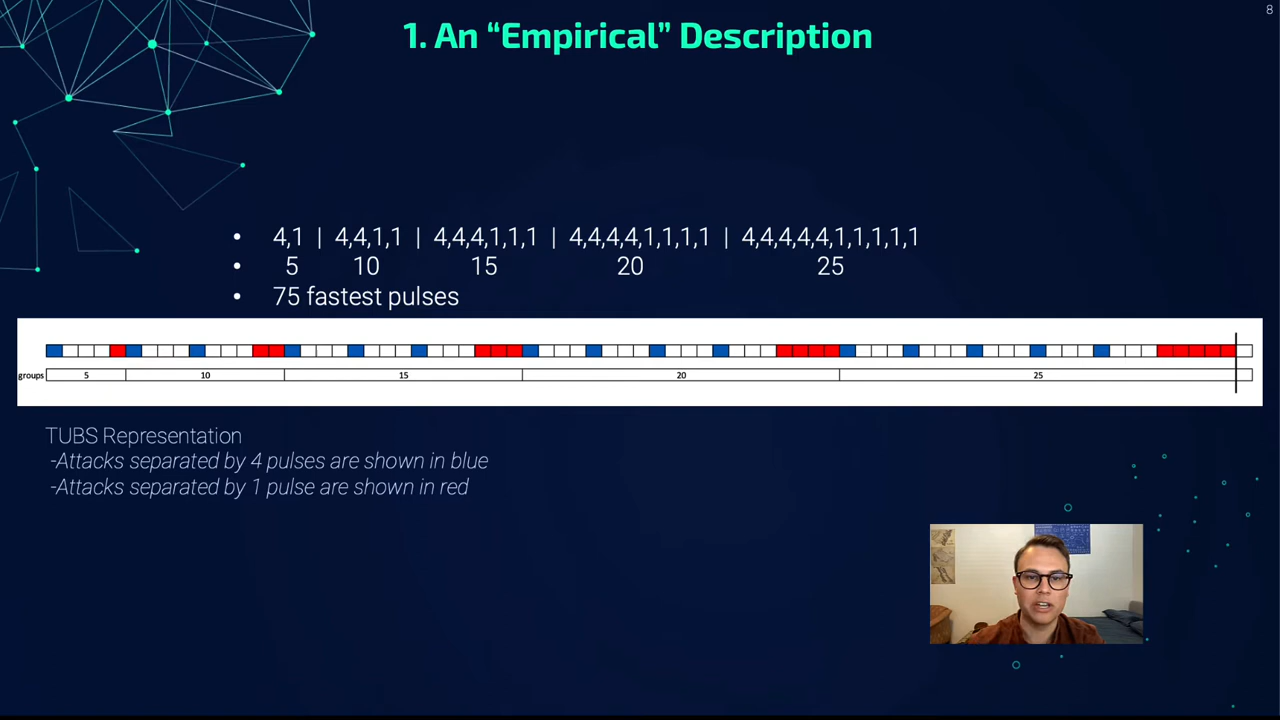 8
1. An “Empirical” Description
• 4,1 | 4,4,1,1 | 4,4,4,1,1,1 | 4,4,4,4,1,1,1,1 | 4,4,4,4,4,1,1,1,1,1
• 5 10 15 20 25
• 75 fastest pulses
groups 5 10 15 20 25
TUBS Representation
-Attacks separated by 4 pulses are shown in blue
-Attacks separated by 1 pulse are shown in red